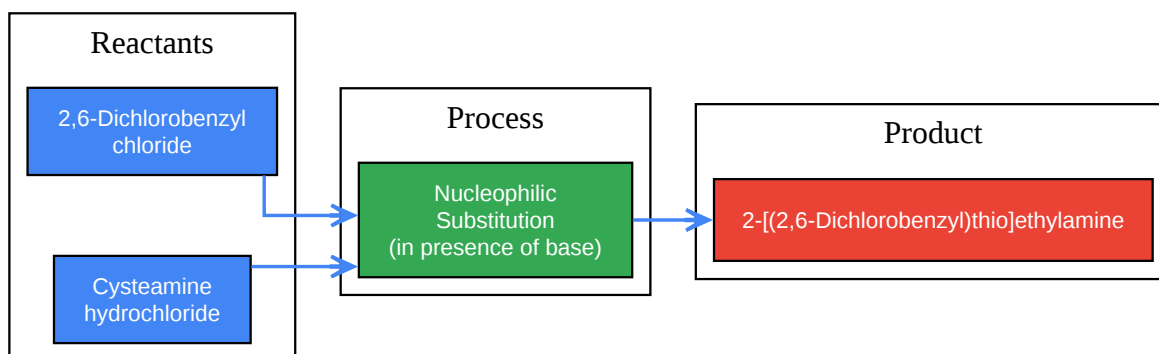 Reactants
2,6-Dichlorobenzyl
chloride
Cysteamine
hydrochloride
Process
Nucleophilic
Substitution
(in presence of base)
Product
2-[(2,6-Dichlorobenzyl)thio]ethylamine